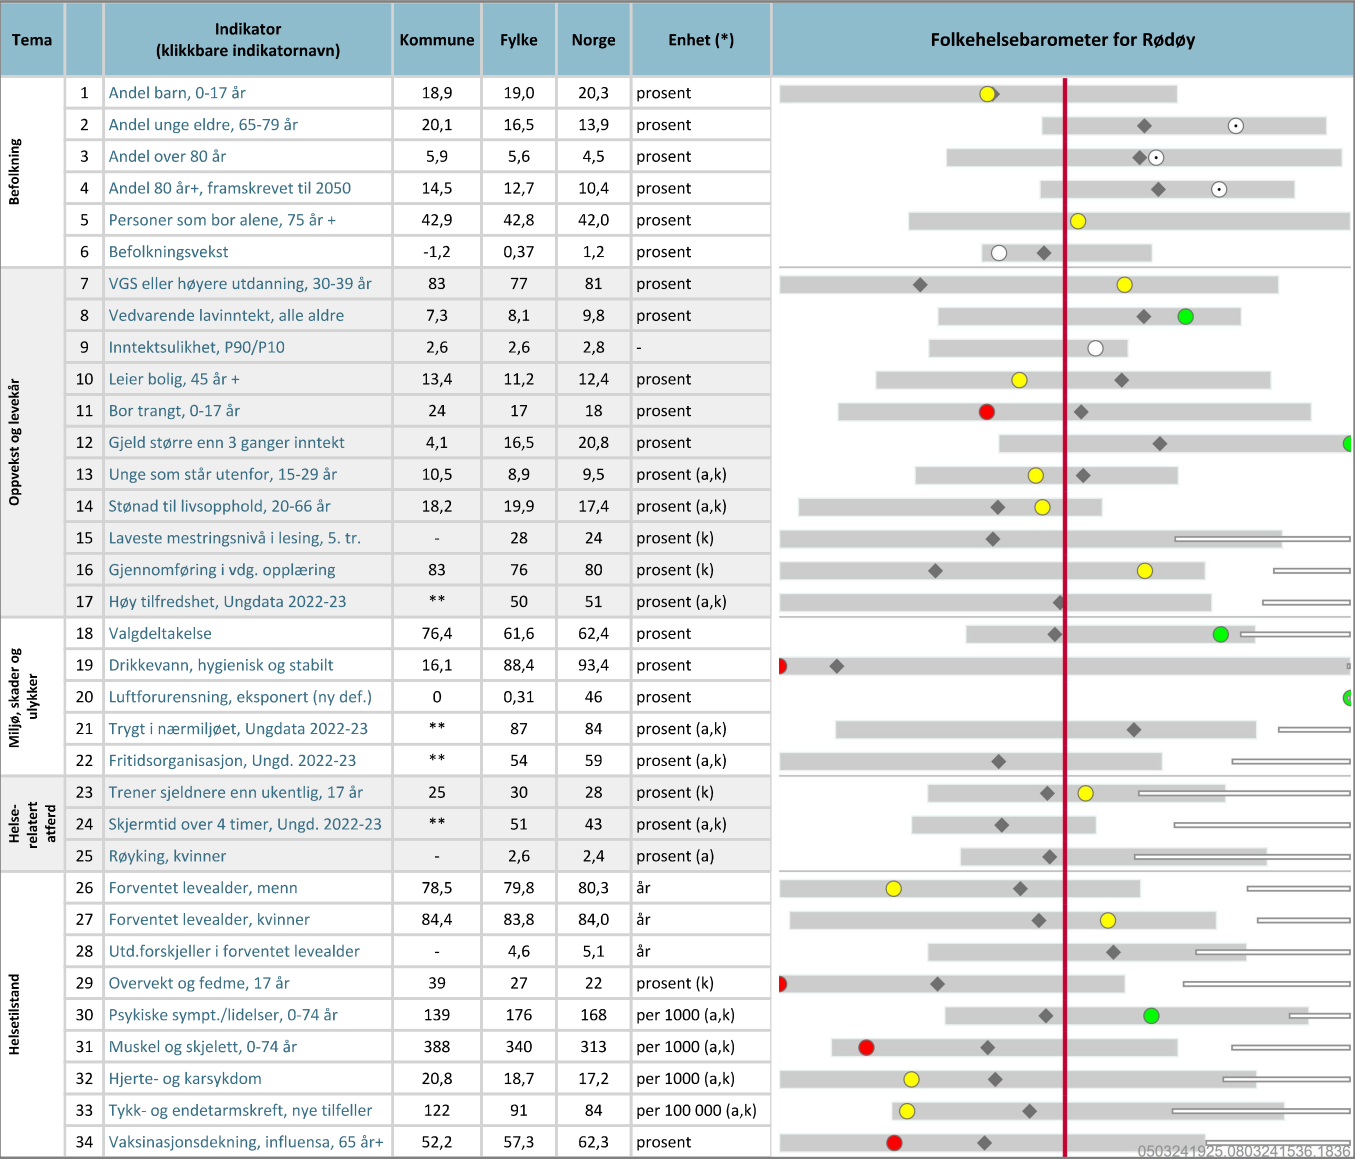 Tema Indikator (klikkbare indikatornavn) Kommune Fylke Norge Enhet (*) Folkehelsebarometer for Rødøy
Befolkning
1 Andel barn, 0-17 år 18,9 19,0 20,3 prosent
2 Andel unge eldre, 65-79 år 20,1 16,5 13,9 prosent
3 Andel over 80 år 5,9 5,6 4,5 prosent
4 Andel 80 år+, framskrevet til 2050 14,5 12,7 10,4 prosent
5 Personer som bor alene, 75 år + 42,9 42,8 42,0 prosent
6 Befolkningsvekst -1,2 0,37 1,2 prosent
Oppvekst og levekår
7 VGS eller høyere utdanning, 30-39 år 83 77 81 prosent
8 Vedvarende lavinntekt, alle aldre 7,3 8,1 9,8 prosent
9 Inntektsulikhet, P90/P10 2,6 2,6 2,8 -
10 Leier bolig, 45 år + 13,4 11,2 12,4 prosent
11 Bor trangt, 0-17 år 24 17 18 prosent
12 Gjeld større enn 3 ganger inntekt 4,1 16,5 20,8 prosent
13 Unge som står utenfor, 15-29 år 10,5 8,9 9,5 prosent (a,k)
14 Stønad til livsopphold, 20-66 år 18,2 19,9 17,4 prosent (a,k)
15 Laveste mestringsnivå i lesing, 5. tr. - 28 24 prosent (k)
16 Gjennomføring i vdg. opplæring 83 76 80 prosent (k)
17 Høy tilfredshet, Ungdata 2022-23 ** 50 51 prosent (a,k)
Miljø, skader og
ulykker
18 Valgdeltakelse 76,4 61,6 62,4 prosent
19 Drikkevann, hygienisk og stabilt 16,1 88,4 93,4 prosent
20 Luftforurensning, eksponert (ny def.) 0 0,31 46 prosent
21 Trygt i nærmiljøet, Ungdata 2022-23 ** 87 84 prosent (a,k)
22 Fritidsorganisasjon, Ungd. 2022-23 ** 54 59 prosent (a,k)
Helse-
relatert
atferd
23 Trener sjeldnere enn ukentlig, 17 år 25 30 28 prosent (k)
24 Skjermtid over 4 timer, Ungd. 2022-23 ** 51 43 prosent (a,k)
25 Røyking, kvinner - 2,6 2,4 prosent (a)
Helsetilstand
26 Forventet levealder, menn 78,5 79,8 80,3 år
27 Forventet levealder, kvinner 84,4 83,8 84,0 år
28 Utd.forskjeller i forventet levealder - 4,6 5,1 år
29 Overvekt og fedme, 17 år 39 27 22 prosent (k)
30 Psykiske sympt./lidelser, 0-74 år 139 176 168 per 1000 (a,k)
31 Muskel og skjelett, 0-74 år 388 340 313 per 1000 (a,k)
32 Hjerte- og karsykdom 20,8 18,7 17,2 per 1000 (a,k)
33 Tykk- og endetarmskreft, nye tilfeller 122 91 84 per 100 000 (a,k)
34 Vaksinasjonsdekning, influensa, 65 år+ 52,2 57,3 62,3 prosent
0503241925.0803241536.1836